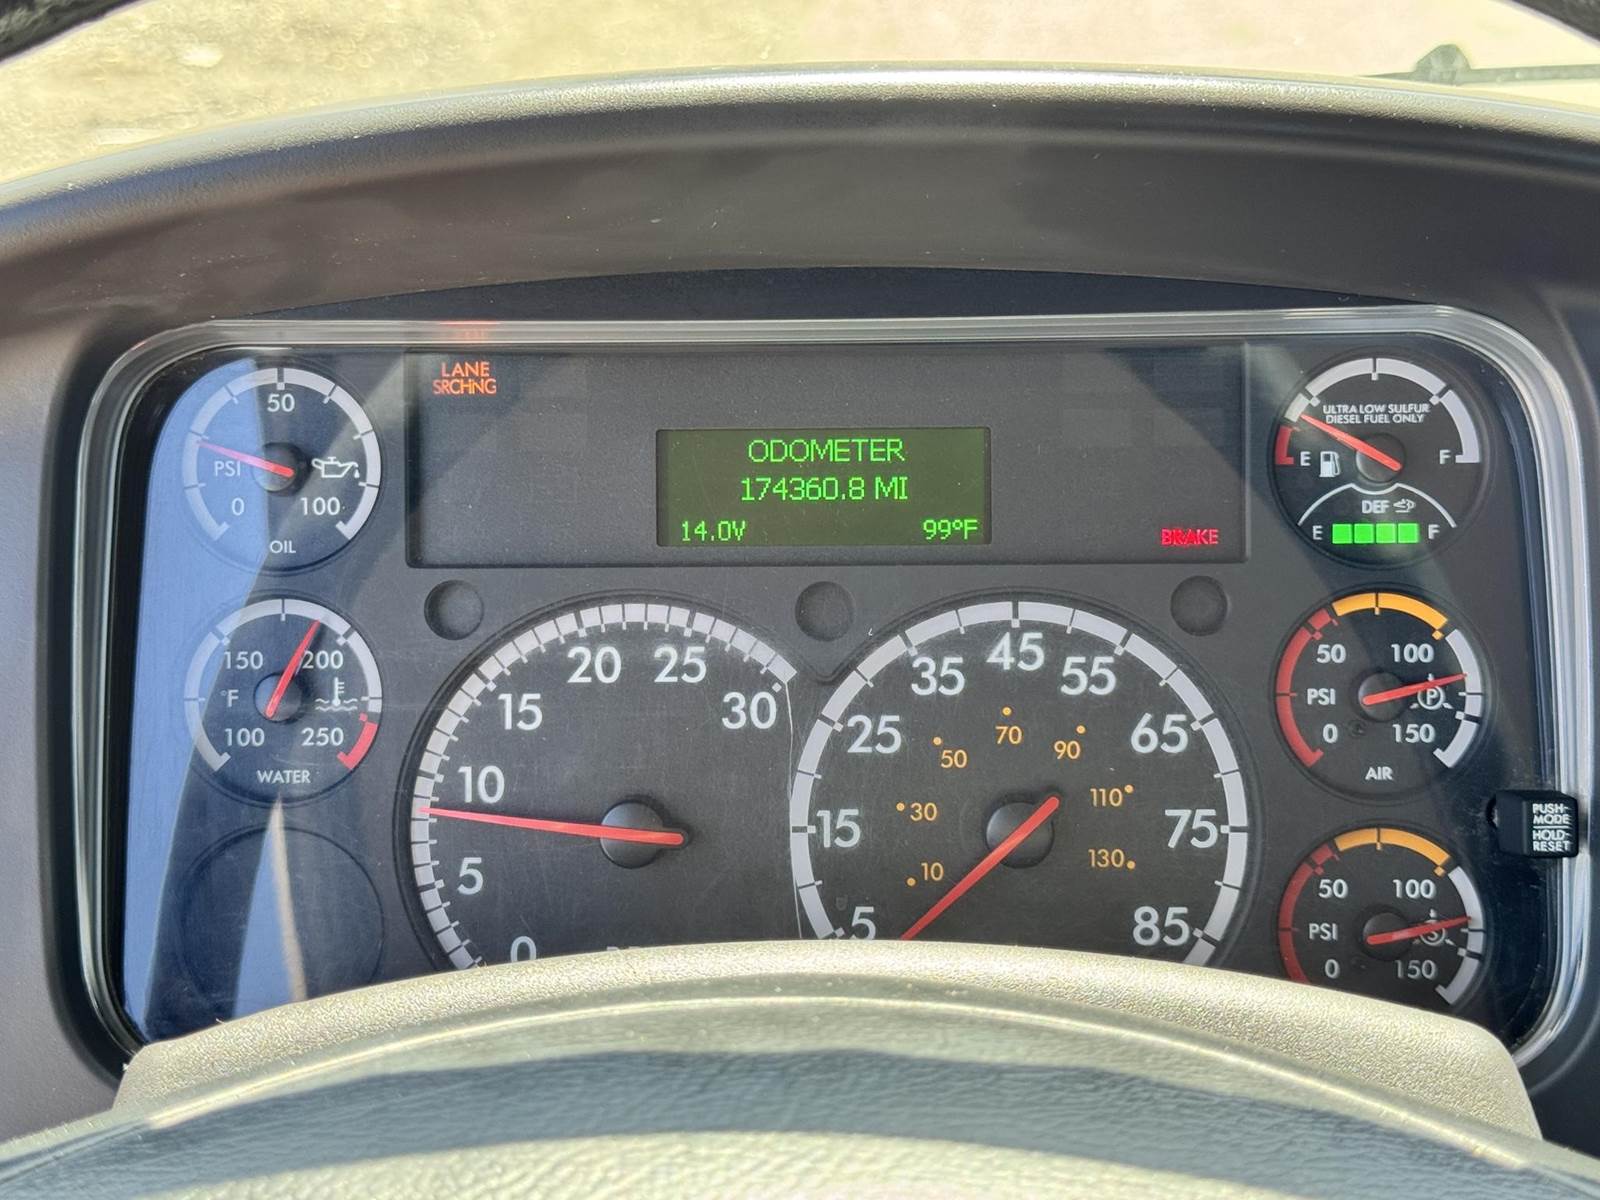 LANE
SRCHNG
ODOMETER
174360.8 MI
14.0V 99°F
BRAKE
50
PSI
0 100
OIL
150 200
°F
100 250
WATER
0 5 10 15 20 25 30
5 15 25 35 45 55 65 75 85
10 30 50 70 90 110 130
ULTRA LOW SULFUR
DIESEL FUEL ONLY
E F
DEF
E F
50 100
PSI P
0 150
AIR
50 100
PSI S
0 150
PUSH-
MODE
HOLD-
RESET